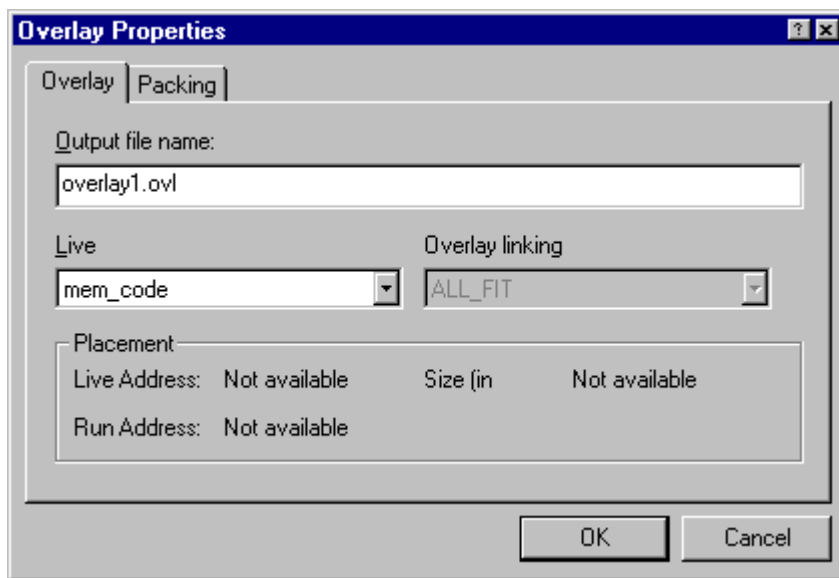 Overlay Properties
Overlay Packing
Output file name:
overlay1.ovl
Live Overlay linking
mem_code ALL_FIT
Placement
Live Address: Not available Size (in Not available
Run Address: Not available
OK Cancel